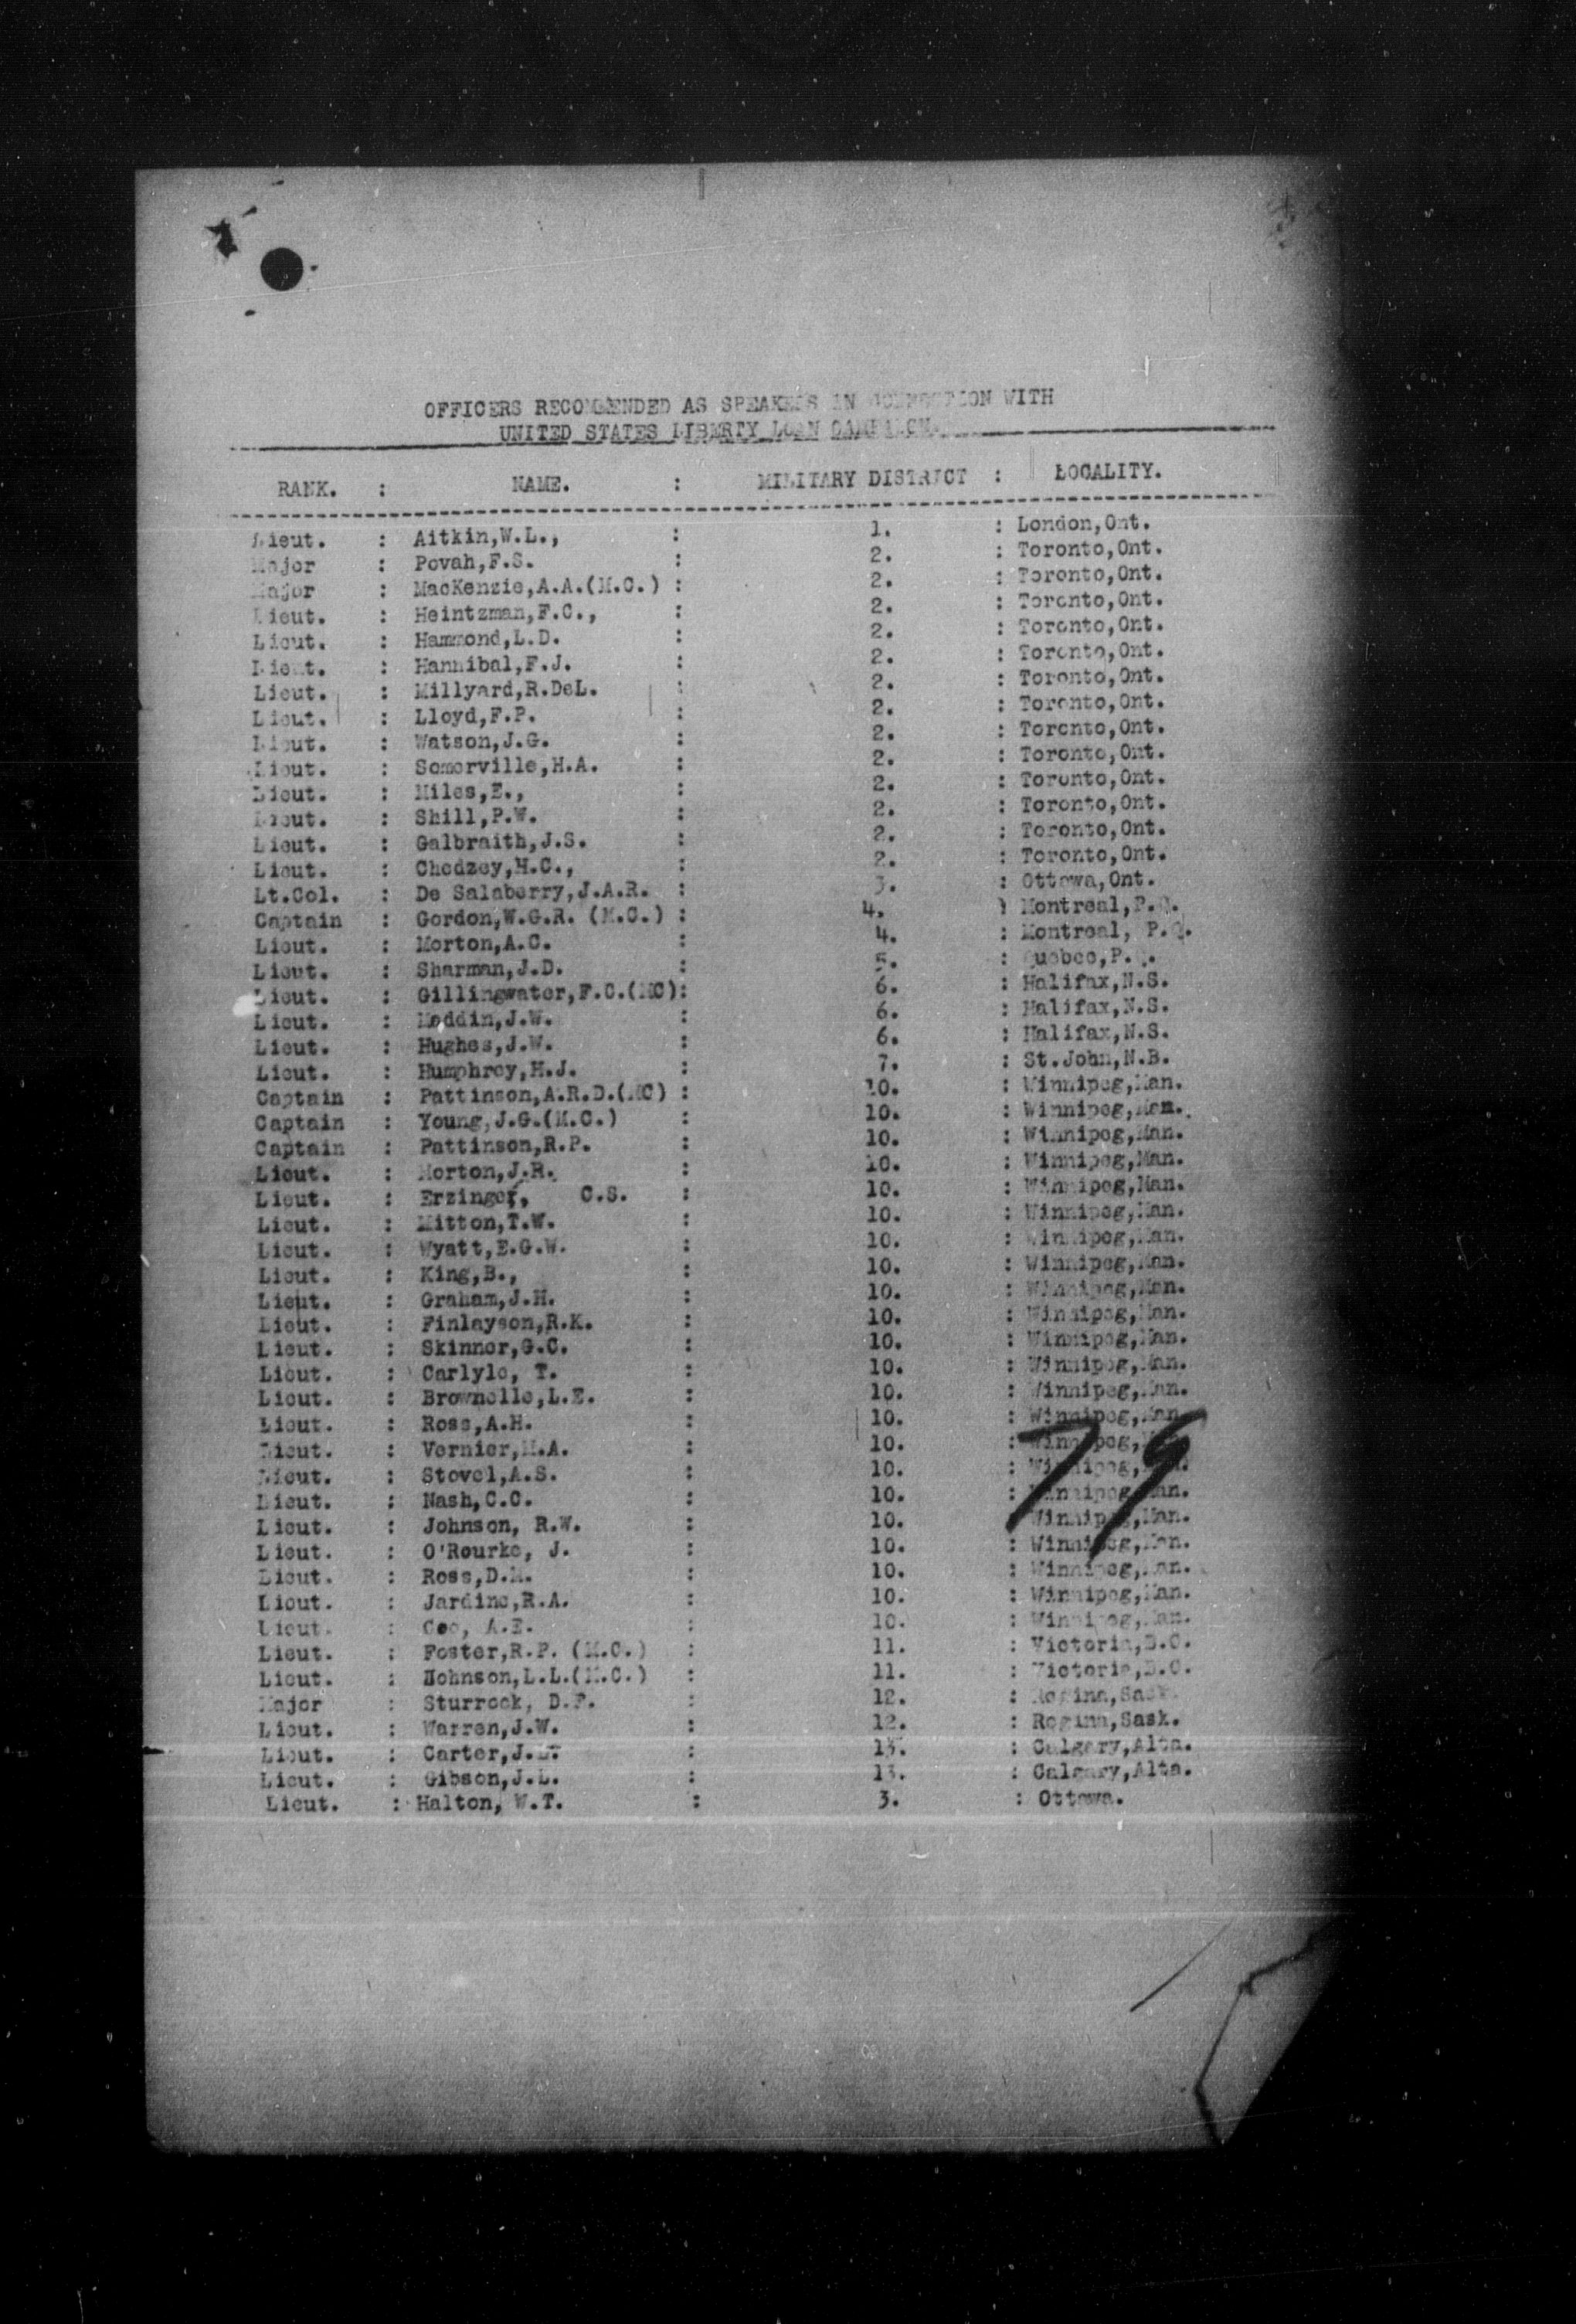 OFFICERS RECOMMENDED AS SPEAKERS IN CONNECTION WITH
UNITED STATES LIBERTY LOAN CAMPAIGN.
RANK. : NAME. : MILITARY DISTRICT : LOCALITY.
Lieut. : Aitkin,W.L., : 1. : London,Ont.
Major : Povah,F.S. : 2. : Toronto,Ont.
Major : MacKenzie,A.A.(M.C.) : 2. : Toronto,Ont.
Lieut. : Heintzman,F.C., : 2. : Toronto,Ont.
Lieut. : Hammond,L.D. : 2. : Toronto,Ont.
Lieut. : Hannibal,F.J. : 2. : Toronto,Ont.
Lieut. : Millyard,R.DeL. : 2. : Toronto,Ont.
Lieut. : Lloyd,F.P. : 2. : Toronto,Ont.
Lieut. : Watson,J.G. : 2. : Toronto,Ont.
Lieut. : Somerville,H.A. : 2. : Toronto,Ont.
Lieut. : Miles,E., : 2. : Toronto,Ont.
Lieut. : Shill,P.W. : 2. : Toronto,Ont.
Lieut. : Galbraith,J.S. : 2. : Toronto,Ont.
Lieut. : Chedzey,H.C., : 2. : Toronto,Ont.
Lt.Col. : De Salaberry,J.A.R. : 3. : Ottawa,Ont.
Captain : Gordon,W.G.R. (M.C.) : 4. ) Montreal,P.Q.
Lieut. : Morton,A.C. : 4. : Montreal, P.Q.
Lieut. : Sharman,J.D. : 5. : Quebec,P.Q.
Lieut. : Gillingwater,F.C.(MC): 6. : Halifax,N.S.
Lieut. : Maddin,J.W. : 6. : Halifax,N.S.
Lieut. : Hughes,J.W. : 6. : Halifax,N.S.
Lieut. : Humphrey,H.J. : 7. : St.John,N.B.
Captain : Pattinson,A.R.D.(MC) : 10. : Winnipeg,Man.
Captain : Young,J.G.(M.C.) : 10. : Winnipeg,Man.
Captain : Pattinson,R.P. : 10. : Winnipeg,Man.
Lieut. : Morton,J.R. : 10. : Winnipeg,Man.
Lieut. : Erzinger, C.S. : 10. : Winnipeg,Man.
Lieut. : Mitton,T.W. : 10. : Winnipeg,Man.
Lieut. : Wyatt,E.G.W. : 10. : Winnipeg,Man.
Lieut. : King,B., : 10. : Winnipeg,Man.
Lieut. : Graham,J.H. : 10. : Winnipeg,Man.
Lieut. : Finlayson,R.K. : 10. : Winnipeg,Man.
Lieut. : Skinner,G.C. : 10. : Winnipeg,Man.
Lieut. : Carlyle, T. : 10. : Winnipeg,Man.
Lieut. : Brownelle,L.E. : 10. : Winnipeg,Man.
Lieut. : Ross,A.H. : 10. : Winnipeg,Man.
Lieut. : Vernier,M.A. : 10. : Winnipeg,Man.
Lieut. : Stovel,A.S. : 10. : Winnipeg,Man.
Lieut. : Nash,C.C. : 10. : Winnipeg,Man.
Lieut. : Johnson, R.W. : 10. : Winnipeg,Man.
Lieut. : O'Rourke, J. : 10. : Winnipeg,Man.
Lieut. : Ross,D.M. : 10. : Winnipeg,Man.
Lieut. : Jardine,R.A. : 10. : Winnipeg,Man.
Lieut. : A.E. : 10. : Winnipeg,Man.
Lieut. : Foster,R.P. (M.C.) : 11. : Victoria,B.C.
Lieut. : Johnson,L.L.(M.C.) : 11. : Victoria,B.C.
Major : Sturrock, D.F. : 12. : Regina,Sask.
Lieut. : Warren,J.W. : 12. : Regina,Sask.
Lieut. : Carter, : 13. : Calgary,Alta.
Lieut. : Gibson,J.L. : 13. : Calgary,Alta.
Lieut. : Halton, W.T. : 3. : Ottawa.
79